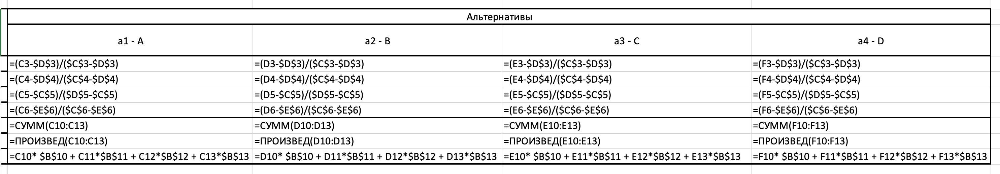 Альтернативы
a1 - A a2 - B a3 - C a4 - D
=(C3-$D$3)/($C$3-$D$3) =(D3-$D$3)/($C$3-$D$3) =(E3-$D$3)/($C$3-$D$3) =(F3-$D$3)/($C$3-$D$3)
=(C4-$D$4)/($C$4-$D$4) =(D4-$D$4)/($C$4-$D$4) =(E4-$D$4)/($C$4-$D$4) =(F4-$D$4)/($C$4-$D$4)
=(C5-$C$5)/($D$5-$C$5) =(D5-$C$5)/($D$5-$C$5) =(E5-$C$5)/($D$5-$C$5) =(F5-$C$5)/($D$5-$C$5)
=(C6-$E$6)/($C$6-$E$6) =(D6-$E$6)/($C$6-$E$6) =(E6-$E$6)/($C$6-$E$6) =(F6-$E$6)/($C$6-$E$6)
=СУММ(C10:C13) =СУММ(D10:D13) =СУММ(E10:E13) =СУММ(F10:F13)
=ПРОИЗВЕД(C10:C13) =ПРОИЗВЕД(D10:D13) =ПРОИЗВЕД(E10:E13) =ПРОИЗВЕД(F10:F13)
=C10* $B$10 + C11*$B$11 + C12*$B$12 + C13*$B$13 =D10* $B$10 + D11*$B$11 + D12*$B$12 + D13*$B$13 =E10* $B$10 + E11*$B$11 + E12*$B$12 + E13*$B$13 =F10* $B$10 + F11*$B$11 + F12*$B$12 + F13*$B$13